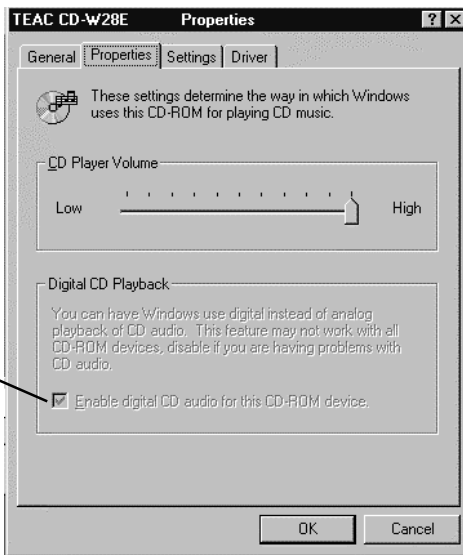 TEAC CD-W28E Properties
General Properties Settings Driver
These settings determine the way in which Windows
uses this CD-ROM for playing CD music.
CD Player Volume
Low High
Digital CD Playback
You can have Windows use digital instead of analog
playback of CD audio. This feature may not work with all
CD-ROM devices, disable if you are having problems with
CD audio.
Enable digital CD audio for this CD-ROM device.
OK Cancel